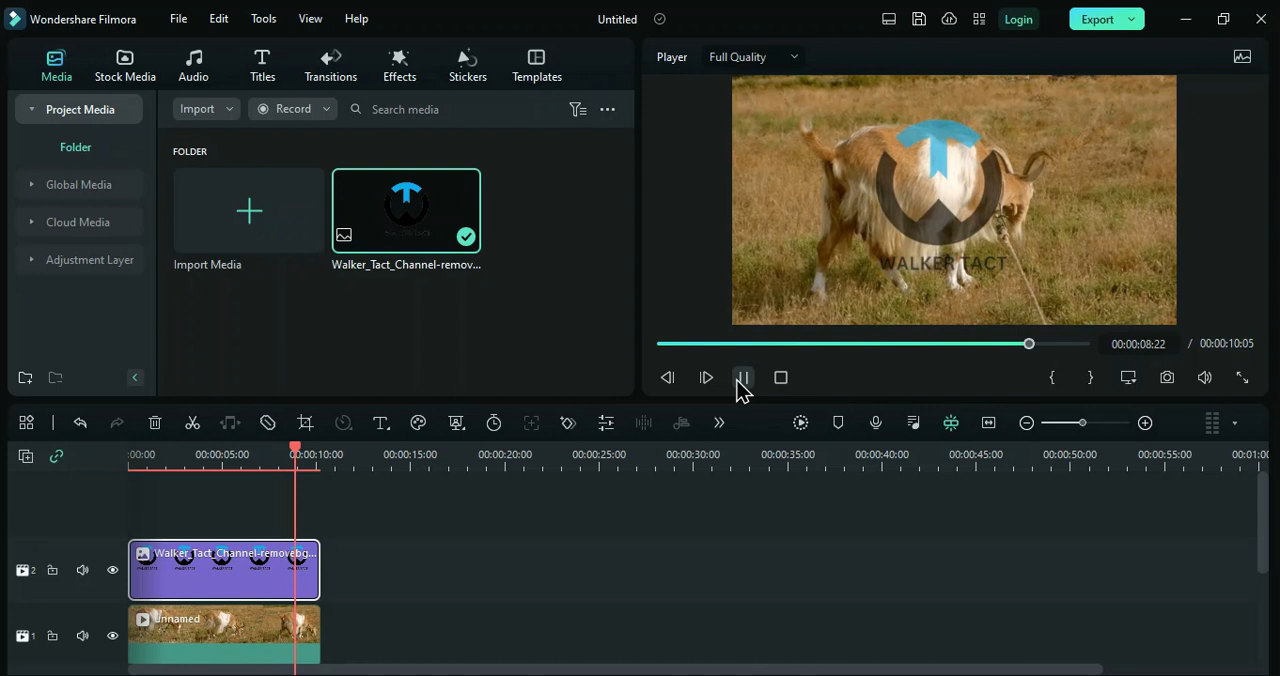 Wondershare Filmora File Edit Tools View Help Untitled Login Export
Media Stock Media Audio Titles Transitions Effects Stickers Templates
Player Full Quality
Project Media
Import Record Search media
Folder
FOLDER
Global Media
Cloud Media
Adjustment Layer
Import Media
Walker_Tact_Channel-remov...
WALKER TACT
00:00:08:22 / 00:00:10:05
{ }
:00:00 00:00:05:00 00:00:10:00 00:00:15:00 00:00:20:00 00:00:25:00 00:00:30:00 00:00:35:00 00:00:40:00 00:00:45:00 00:00:50:00 00:00:55:00 00:01:0
2
Walker_Tact_Channel-removebg...
1
unnamed